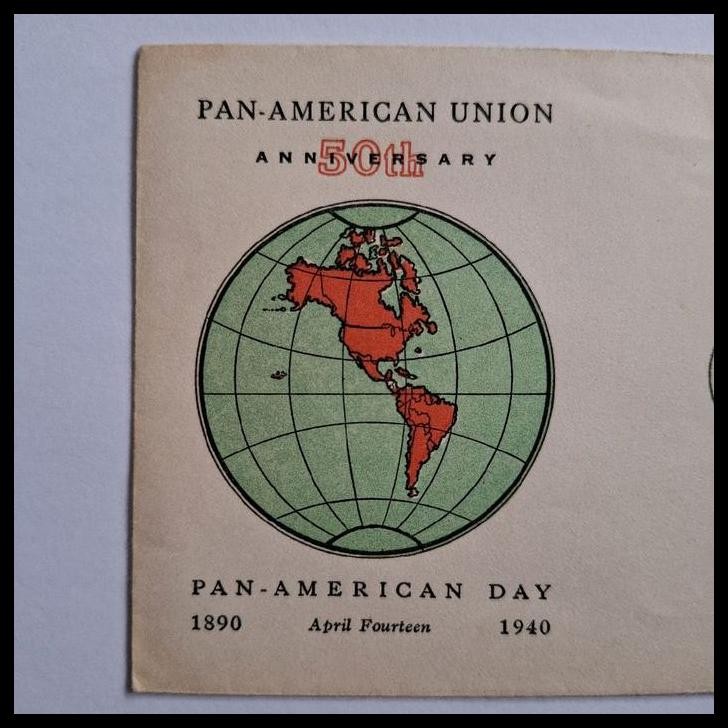 PAN-AMERICAN UNION
50th
ANNIVERSARY
PAN-AMERICAN DAY
1890 April Fourteen 1940